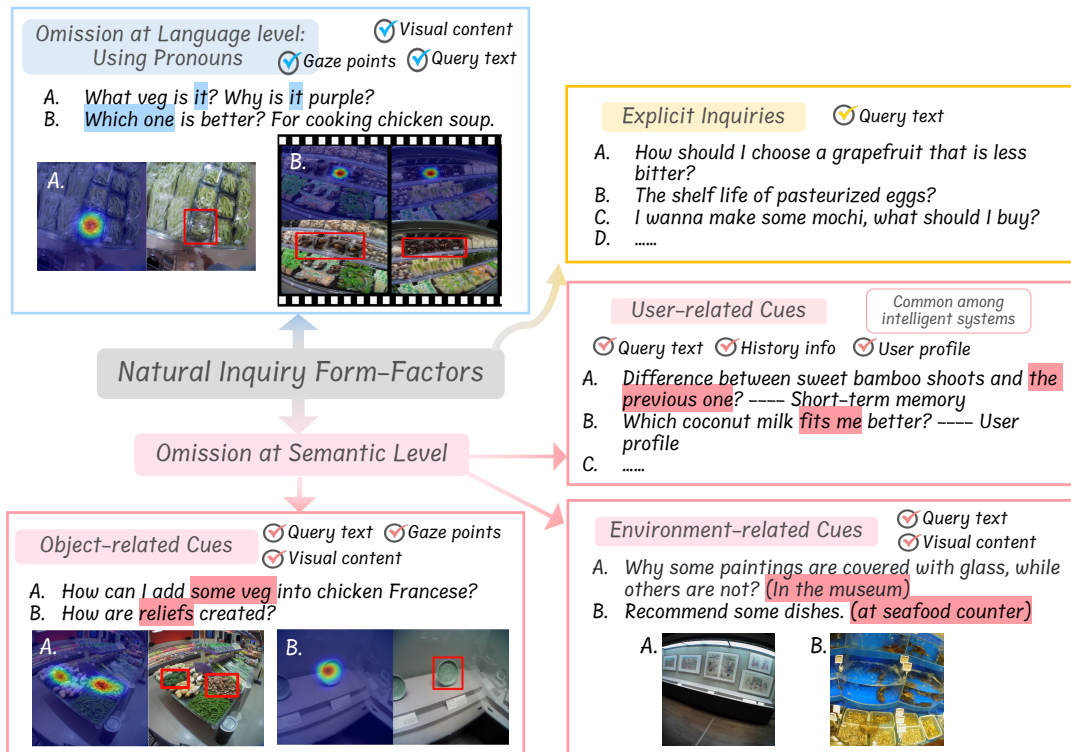 Omission at Language level:
Using Pronouns
Visual content
Gaze points
Query text
A. What veg is it? Why is it purple?
B. Which one is better? For cooking chicken soup.
A.
B.
Explicit Inquiries
Query text
A. How should I choose a grapefruit that is less
bitter?
B. The shelf life of pasteurized eggs?
C. I wanna make some mochi, what should I buy?
D. ……
Natural Inquiry Form-Factors
Omission at Semantic Level
User-related Cues
Common among
intelligent systems
Query text
History info
User profile
A. Difference between sweet bamboo shoots and the
previous one? ---- Short-term memory
B. Which coconut milk fits me better? ---- User
profile
C. ……
Object-related Cues
Query text
Gaze points
Visual content
A. How can I add some veg into chicken Francese?
B. How are reliefs created?
A.
B.
Environment-related Cues
Query text
Visual content
A. Why some paintings are covered with glass, while
others are not? (In the museum)
B. Recommend some dishes. (at seafood counter)
A.
B.